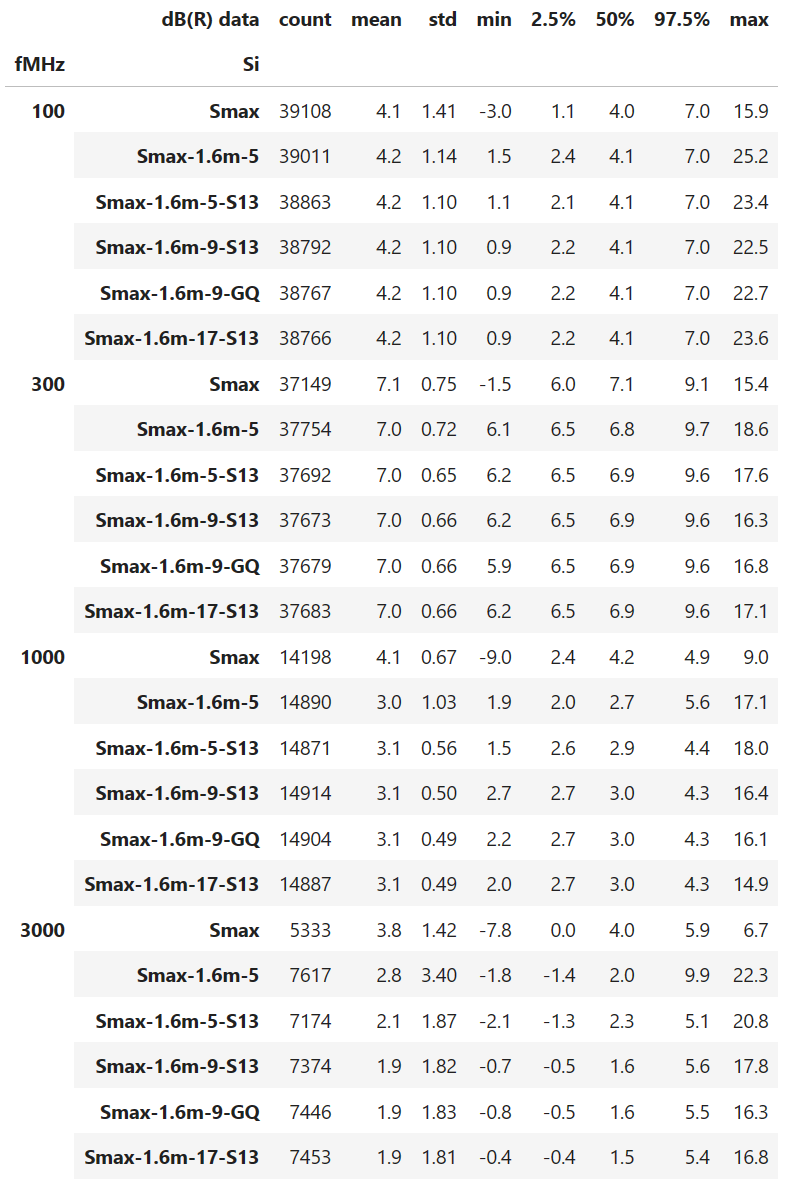 dB(R) data count mean std min 2.5% 50% 97.5% max
fMHz Si
100 Smax 39108 4.1 1.41 -3.0 1.1 4.0 7.0 15.9
Smax-1.6m-5 39011 4.2 1.14 1.5 2.4 4.1 7.0 25.2
Smax-1.6m-5-S13 38863 4.2 1.10 1.1 2.1 4.1 7.0 23.4
Smax-1.6m-9-S13 38792 4.2 1.10 0.9 2.2 4.1 7.0 22.5
Smax-1.6m-9-GQ 38767 4.2 1.10 0.9 2.2 4.1 7.0 22.7
Smax-1.6m-17-S13 38766 4.2 1.10 0.9 2.2 4.1 7.0 23.6
300 Smax 37149 7.1 0.75 -1.5 6.0 7.1 9.1 15.4
Smax-1.6m-5 37754 7.0 0.72 6.1 6.5 6.8 9.7 18.6
Smax-1.6m-5-S13 37692 7.0 0.65 6.2 6.5 6.9 9.6 17.6
Smax-1.6m-9-S13 37673 7.0 0.66 6.2 6.5 6.9 9.6 16.3
Smax-1.6m-9-GQ 37679 7.0 0.66 5.9 6.5 6.9 9.6 16.8
Smax-1.6m-17-S13 37683 7.0 0.66 6.2 6.5 6.9 9.6 17.1
1000 Smax 14198 4.1 0.67 -9.0 2.4 4.2 4.9 9.0
Smax-1.6m-5 14890 3.0 1.03 1.9 2.0 2.7 5.6 17.1
Smax-1.6m-5-S13 14871 3.1 0.56 1.5 2.6 2.9 4.4 18.0
Smax-1.6m-9-S13 14914 3.1 0.50 2.7 2.7 3.0 4.3 16.4
Smax-1.6m-9-GQ 14904 3.1 0.49 2.2 2.7 3.0 4.3 16.1
Smax-1.6m-17-S13 14887 3.1 0.49 2.0 2.7 3.0 4.3 14.9
3000 Smax 5333 3.8 1.42 -7.8 0.0 4.0 5.9 6.7
Smax-1.6m-5 7617 2.8 3.40 -1.8 -1.4 2.0 9.9 22.3
Smax-1.6m-5-S13 7174 2.1 1.87 -2.1 -1.3 2.3 5.1 20.8
Smax-1.6m-9-S13 7374 1.9 1.82 -0.7 -0.5 1.6 5.6 17.8
Smax-1.6m-9-GQ 7446 1.9 1.83 -0.8 -0.5 1.6 5.5 16.3
Smax-1.6m-17-S13 7453 1.9 1.81 -0.4 -0.4 1.5 5.4 16.8